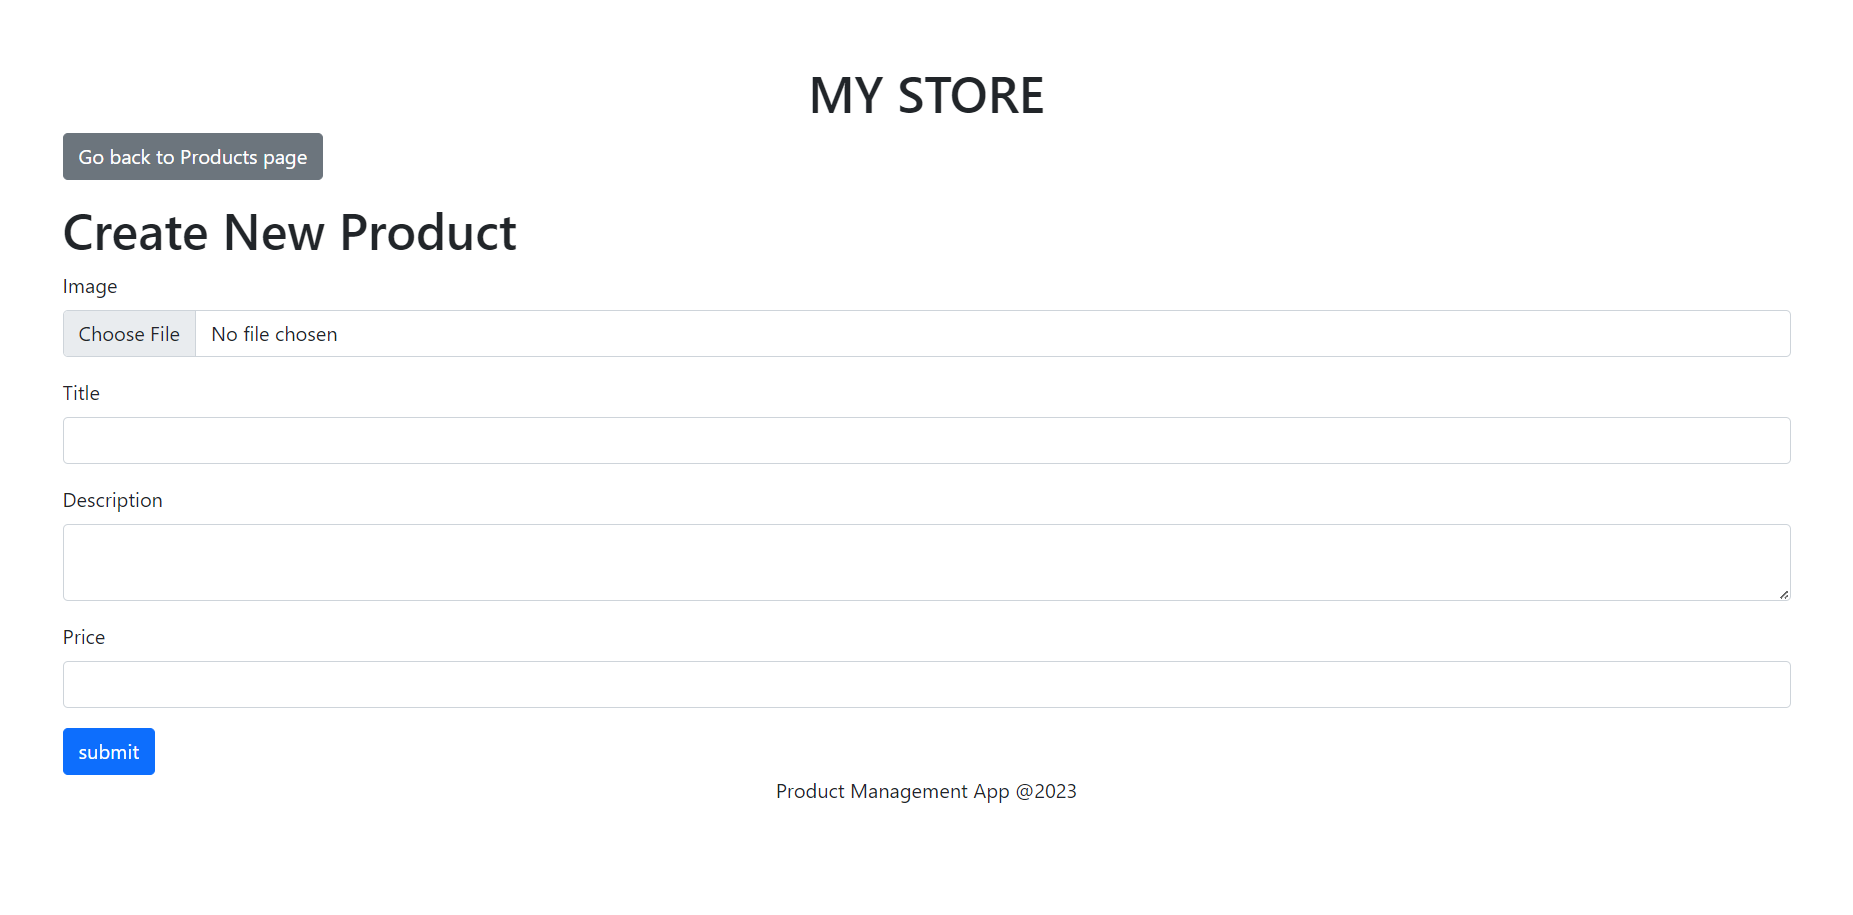 MY STORE
Go back to Products page
Create New Product
Image
Choose File No file chosen
Title
Description
Price
submit
Product Management App @2023